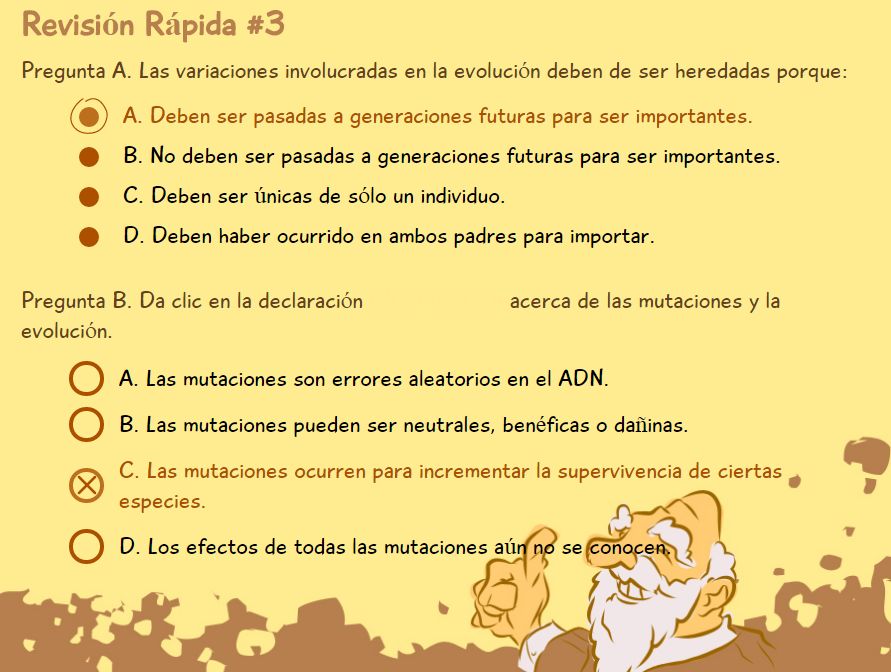 Revisión Rápida #3
Pregunta A. Las variaciones involucradas en la evolución deben de ser heredadas porque:
A. Deben ser pasadas a generaciones futuras para ser importantes.
B. No deben ser pasadas a generaciones futuras para ser importantes.
C. Deben ser únicas de sólo un individuo.
D. Deben haber ocurrido en ambos padres para importar.
Pregunta B. Da clic en la declaración acerca de las mutaciones y la
evolución.
A. Las mutaciones son errores aleatorios en el ADN.
B. Las mutaciones pueden ser neutrales, benéficas o dañinas.
C. Las mutaciones ocurren para incrementar la supervivencia de ciertas
especies.
D. Los efectos de todas las mutaciones aún no se conocen.